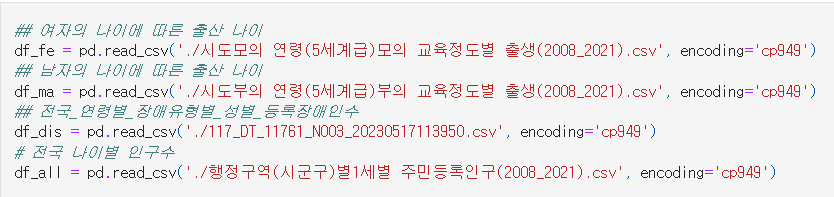 ## 여자의 나이에 따른 출산 나이
df_fe = pd.read_csv('./시도모의 연령(5세계급)모의 교육정도별 출생(2008_2021).csv', encoding='cp949')
## 남자의 나이에 따른 출산 나이
df_ma = pd.read_csv('./시도부의 연령(5세계급)부의 교육정도별 출생(2008_2021).csv', encoding='cp949')
## 전국_연령별_장애유형별_성별_등록장애인수
df_dis = pd.read_csv('./117_DT_11761_N003_20230517113950.csv', encoding='cp949')
# 전국 나이별 인구수
df_all = pd.read_csv('./행정구역(시군구)별1세별 주민등록인구(2008_2021).csv', encoding='cp949')